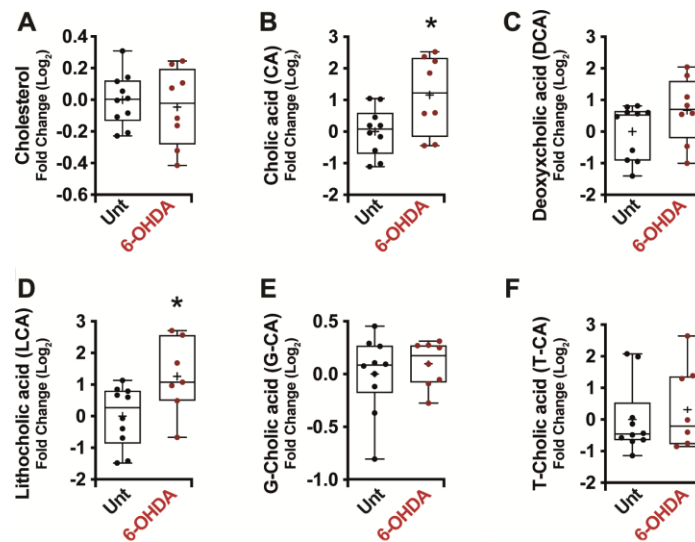 A
B
C
Cholesterol
Fold Change (Log2)
0.4
0.2
0.0
-0.2
-0.4
-0.6
Unt
6-OHDA
Cholic acid (CA)
Fold Change (Log2)
3
2
1
0
-1
-2
*
Unt
6-OHDA
Deoxyxcholic acid (DCA)
Fold Change (Log2)
3
2
1
0
-1
-2
Unt
6-OHDA
D
E
F
Lithocholic acid (LCA)
Fold Change (Log2)
3
2
1
0
-1
-2
*
Unt
6-OHDA
G-Cholic acid (G-CA)
Fold Change (Log2)
0.5
0.0
-0.5
-1.0
Unt
6-OHDA
T-Cholic acid (T-CA)
Fold Change (Log2)
3
2
1
0
-1
-2
Unt
6-OHDA